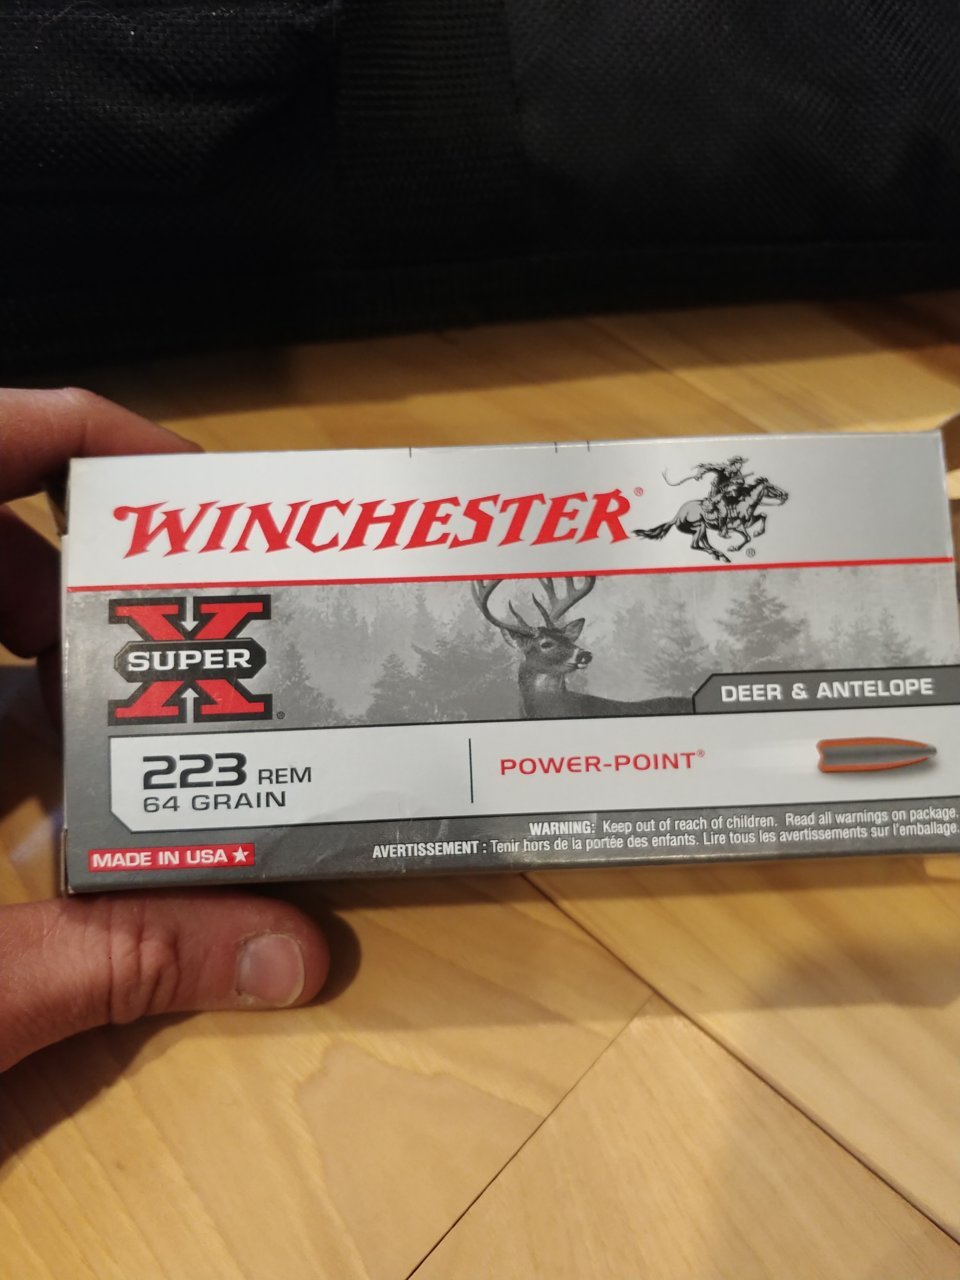 WINCHESTER®
®
X
SUPER
®
DEER & ANTELOPE
223 REM
64 GRAIN
POWER-POINT®
WARNING: Keep out of reach of children. Read all warnings on package.
AVERTISSEMENT : Tenir hors de la portée des enfants. Lire tous les avertissements sur l'emballage.
MADE IN USA★